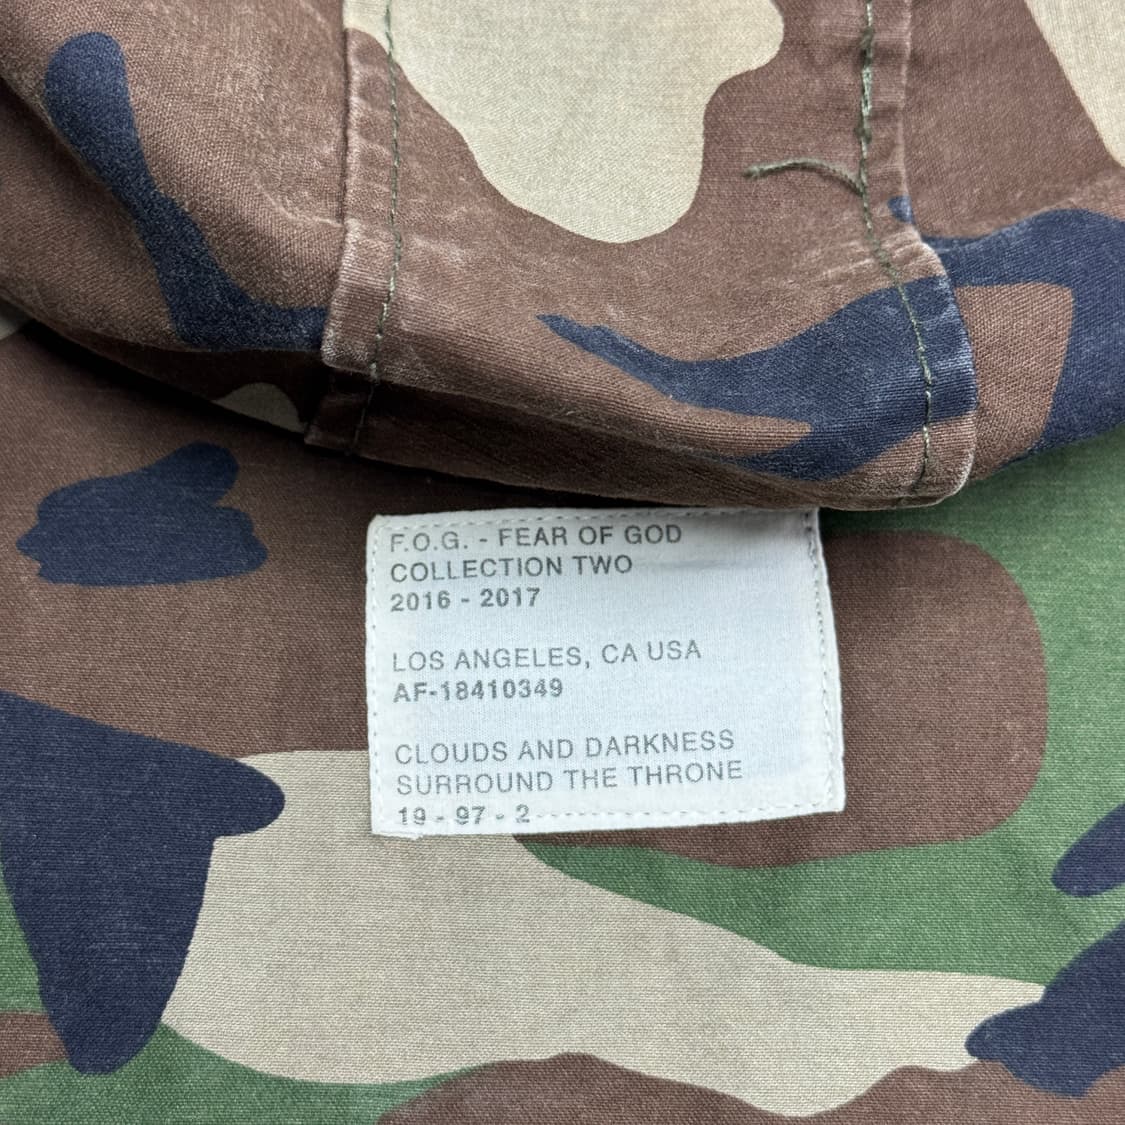 F.O.G. - FEAR OF GOD
COLLECTION TWO
2016 - 2017
LOS ANGELES, CA USA
AF-18410349
CLOUDS AND DARKNESS
SURROUND THE THRONE
19 - 97 - 2